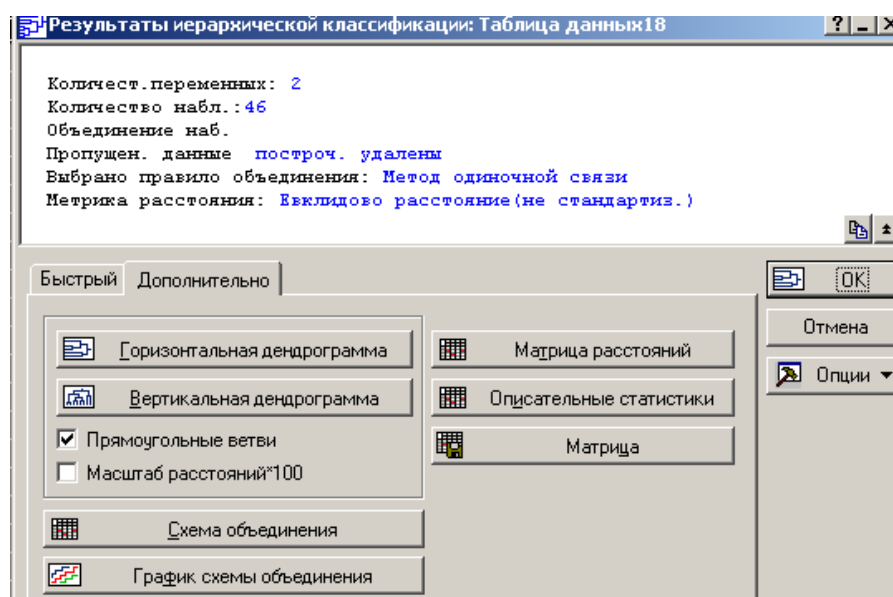 Результаты иерархической классификации: Таблица данных18
Количест.переменных: 2
Количество набл.:46
Объединение наб.
Пропущен. данные построч. удалены
Выбрано правило объединения: Метод одиночной связи
Метрика расстояния: Евклидово расстояние(не стандартиз.)
Быстрый Дополнительно
OK
Отмена
Опции
Горизонтальная дендрограмма
Матрица расстояний
Вертикальная дендрограмма
Описательные статистики
Прямоугольные ветви
Матрица
Масштаб расстояний*100
Схема объединения
График схемы объединения